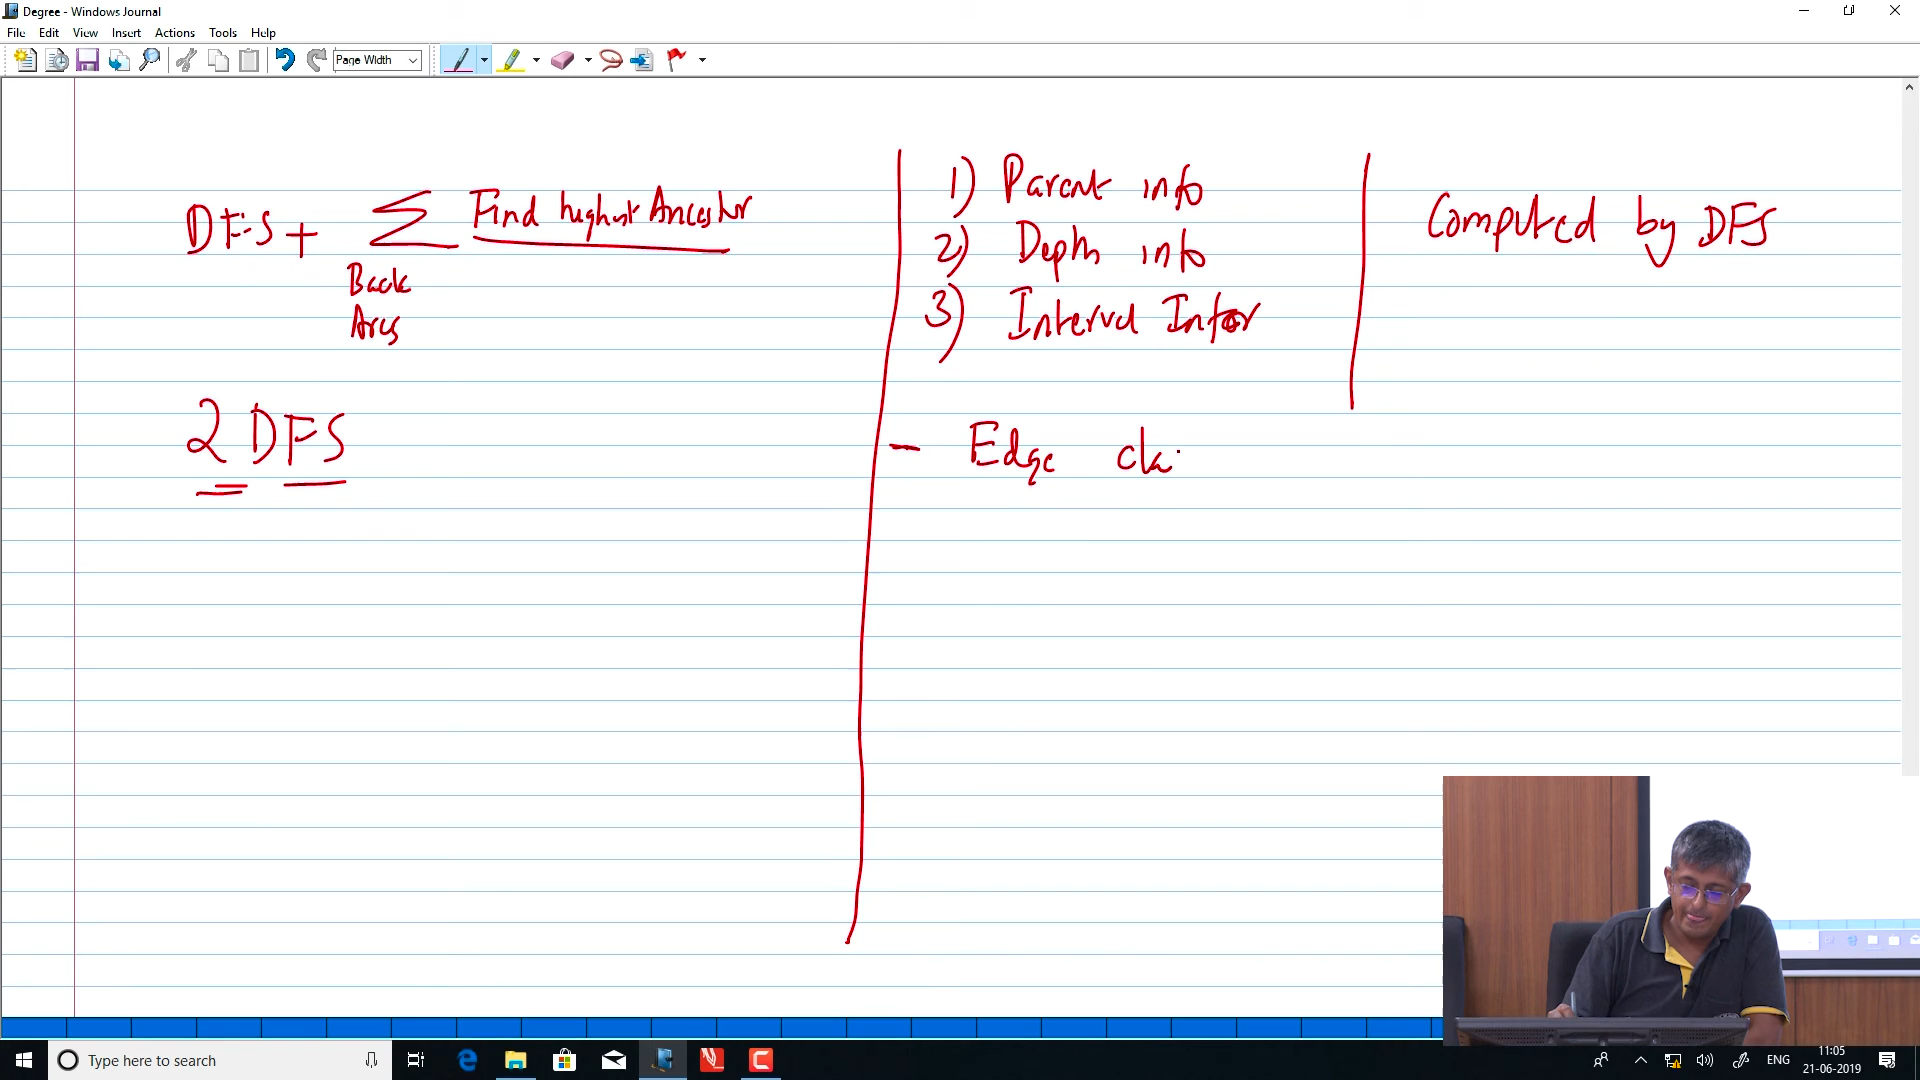 Degree - Windows Journal
File Edit View Insert Actions Tools Help
Page Width
DFS + Σ Find highest Ancestor
Back
Arcs
2 DFS
1) Parent info
2) Depth info
3) Interval Infor
- Edge cla
Computed by DFS
Type here to search
ENG
11:05
21-06-2019